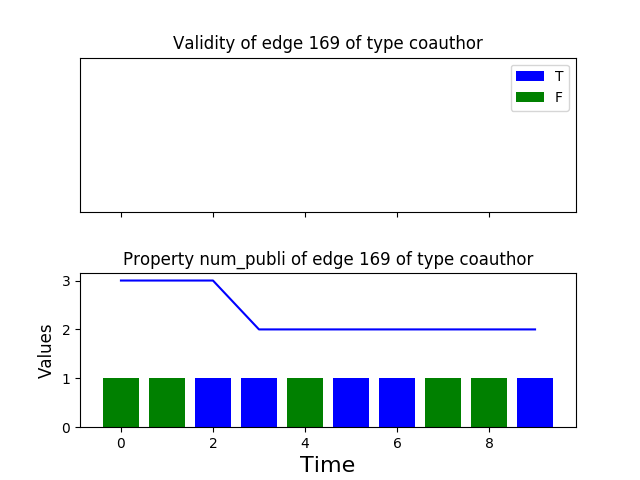 Validity of edge 169 of type coauthor
T
F
Property num_publi of edge 169 of type coauthor
3
2
1
0
Values
0 2 4 6 8
Time